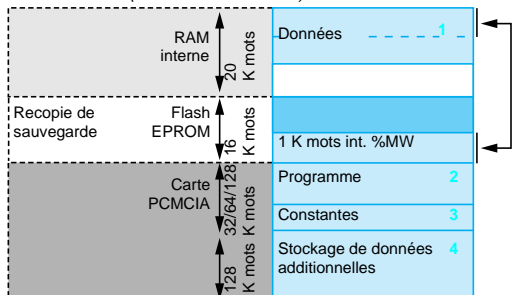 RAM
interne
20
K mots
Données 1
Recopie de
sauvegarde
Flash
EPROM
16
K mots
1 K mots int. %MW
Carte
PCMCIA
32/64/128
K mots
Programme 2
Constantes 3
128
K mots
Stockage de données 4
additionnelles